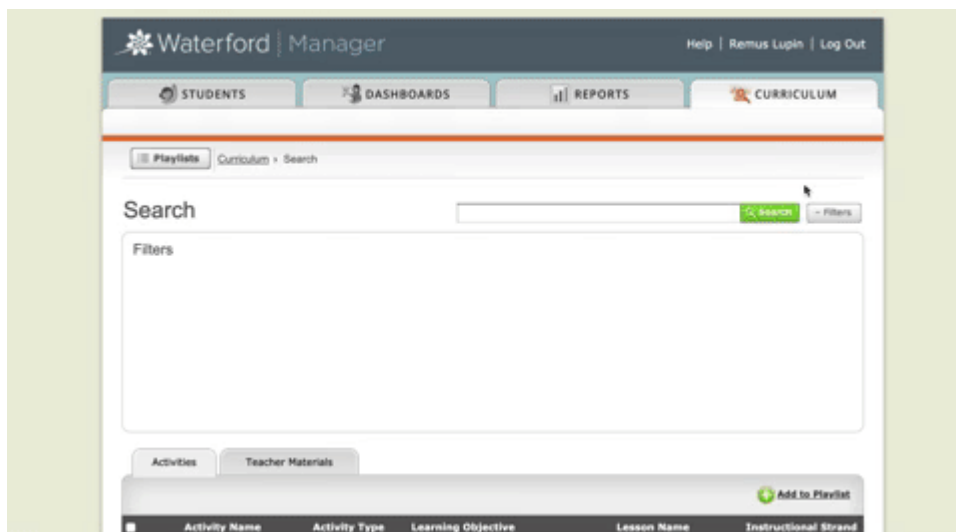 Waterford | Manager
Help | Remus Lupin | Log Out
STUDENTS DASHBOARDS REPORTS CURRICULUM
Playlists Curriculum › Search
Search Search - Filters
Filters
Activities Teacher Materials
Add to Playlist
Activity Name Activity Type Learning Objective Lesson Name Instructional Strand